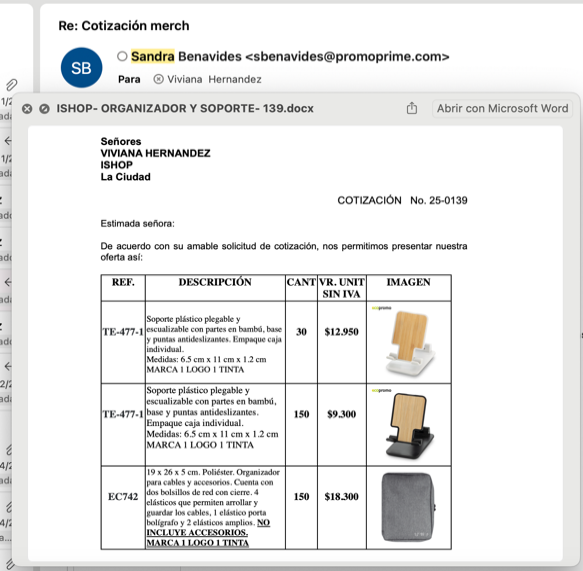 Re: Cotización merch
SB
Sandra Benavides <sbenavides@promoprime.com>
Para Viviana Hernandez
ISHOP- ORGANIZADOR Y SOPORTE- 139.docx
Abrir con Microsoft Word
Señores
VIVIANA HERNANDEZ
ISHOP
La Ciudad
COTIZACIÓN No. 25-0139
Estimada señora:
De acuerdo con su amable solicitud de cotización, nos permitimos presentar nuestra
oferta así:
REF. DESCRIPCIÓN CANT VR. UNIT SIN IVA IMAGEN
TE-477-1
Soporte plástico plegable y
escualizable con partes en bambú, base
y puntas antideslizantes. Empaque caja
individual.
Medidas: 6.5 cm x 11 cm x 1.2 cm
MARCA 1 LOGO 1 TINTA
30 $12.950
TE-477-1
Soporte plástico plegable y
escualizable con partes en bambú,
base y puntas antideslizantes.
Empaque caja individual.
Medidas: 6.5 cm x 11 cm x 1.2 cm
MARCA 1 LOGO 1 TINTA
150 $9.300
EC742
19 x 26 x 5 cm. Poliéster. Organizador
para cables y accesorios. Cuenta con
dos bolsillos de red con cierre. 4
elásticos que permiten arrollar y
guardar los cables, 1 elástico porta
bolígrafo y 2 elásticos amplios. NO
INCLUYE ACCESORIOS.
MARCA 1 LOGO 1 TINTA
150 $18.300